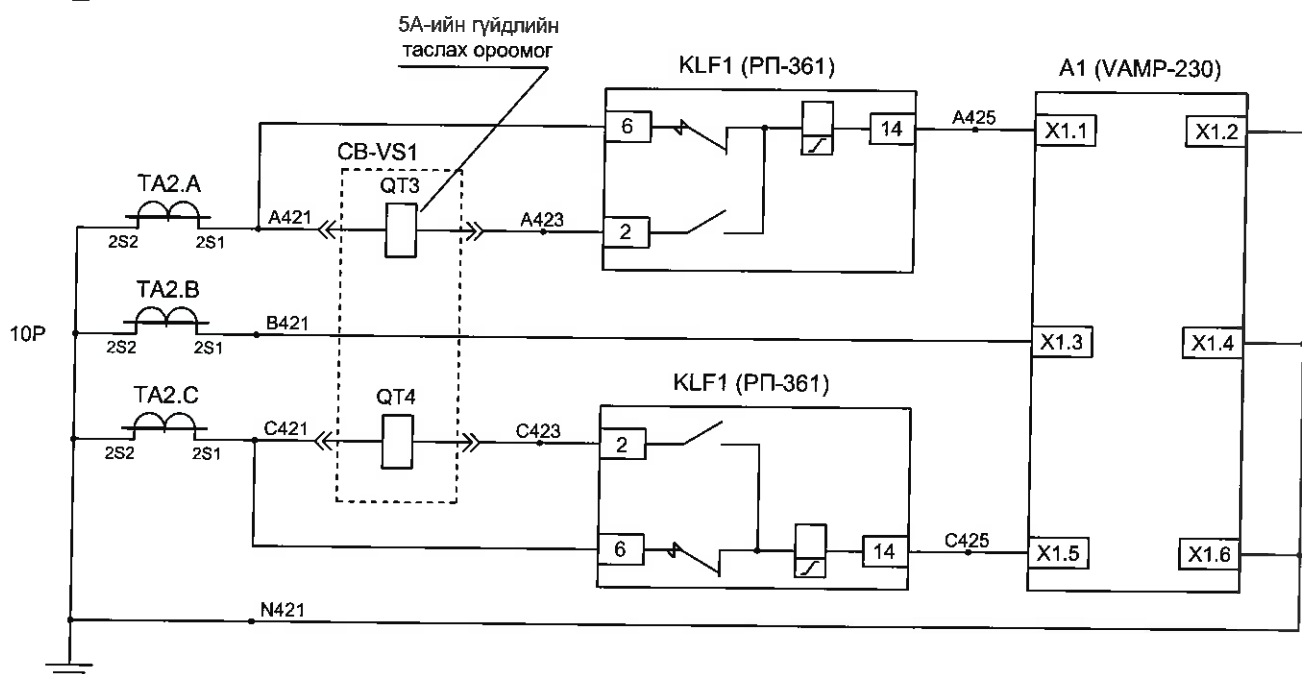 5А-ийн гүйдлийн
таслах ороомог
KLF1 (РП-361)
A1 (VAMP-230)
6
14
A425
X1.1
X1.2
CB-VS1
TA2.A
QT3
A421
A423
2
2S2
2S1
TA2.B
10P
B421
2S2
2S1
X1.3
X1.4
KLF1 (РП-361)
TA2.C
QT4
C421
C423
2
2S2
2S1
6
14
C425
X1.5
X1.6
N421